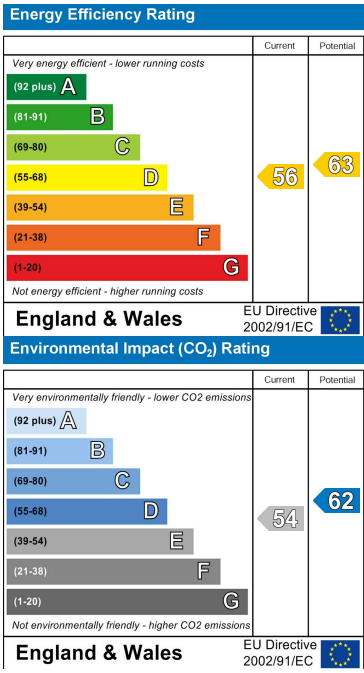 Energy Efficiency Rating
Current Potential
Very energy efficient - lower running costs
(92 plus) A
(81-91) B
(69-80) C
(55-68) D
(39-54) E
(21-38) F
(1-20) G
56
63
Not energy efficient - higher running costs
England & Wales
EU Directive
2002/91/EC
Environmental Impact (CO₂) Rating
Current Potential
Very environmentally friendly - lower CO2 emissions
(92 plus) A
(81-91) B
(69-80) C
(55-68) D
(39-54) E
(21-38) F
(1-20) G
54
62
Not environmentally friendly - higher CO2 emissions
England & Wales
EU Directive
2002/91/EC